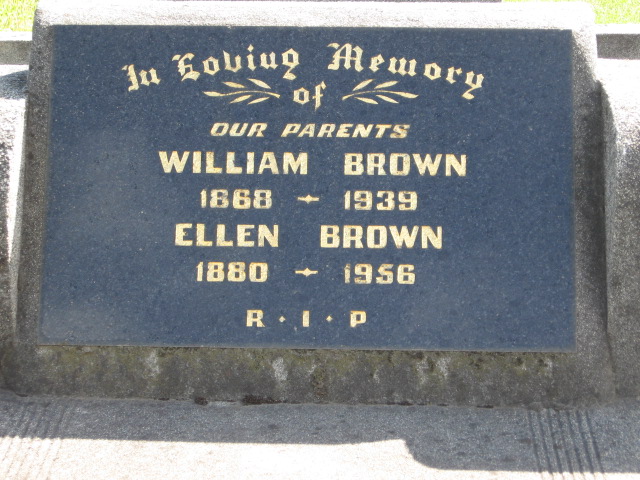 In Loving Memory
of
OUR PARENTS
WILLIAM BROWN
1868 - 1939
ELLEN BROWN
1880 - 1956
R · I · P